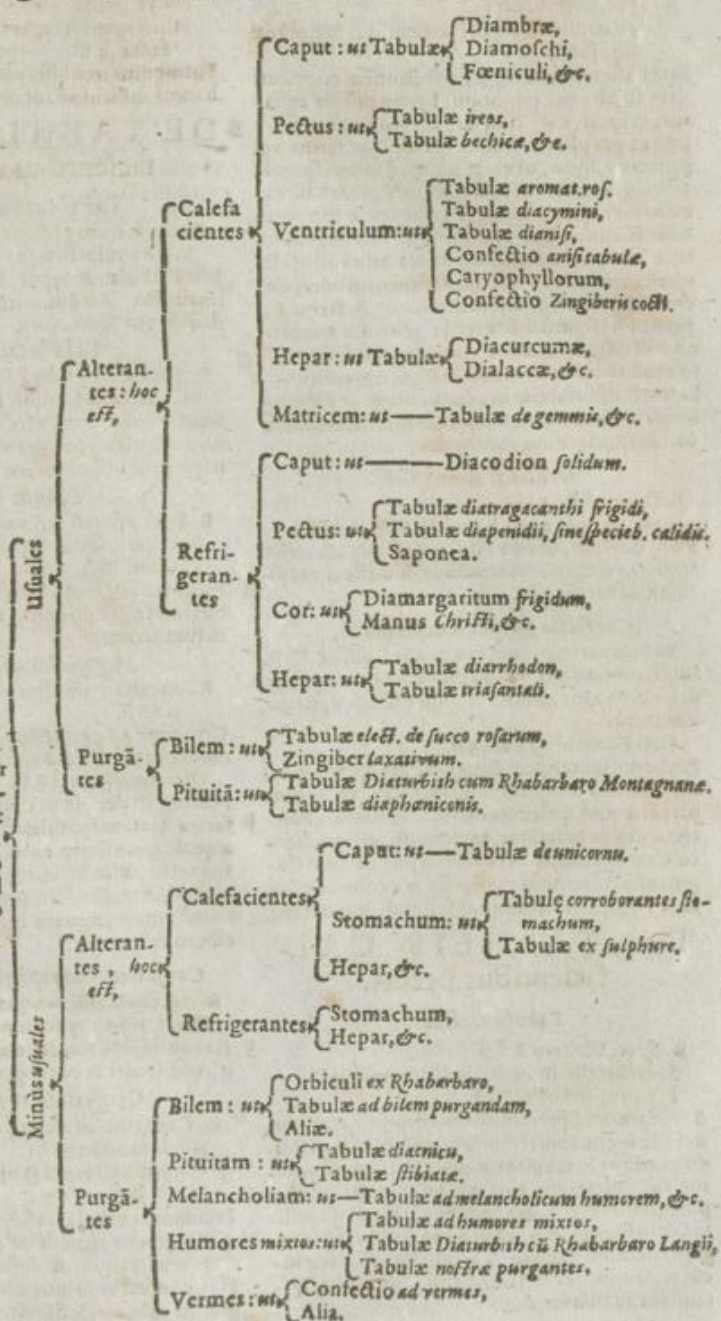 Usuales
Alteran-
tes: hoc
est,
Calefa
cientes
Caput: ut Tabulæ
Diambræ,
Diamoschi,
Fœniculi, &c.
Pectus: ut
Tabulæ ireos,
Tabulæ bechicæ, &c.
Ventriculum: ut
Tabulæ aromat. ros.
Tabulæ diacymini,
Tabulæ dianisi,
Confectio anisi tabulæ,
Caryophyllorum,
Confectio Zingiberis cocti.
Hepar: ut Tabulæ
Diacurcumæ,
Dialaccæ, &c.
Matricem: ut — Tabulæ de gemmis, &c.
Refri-
geran-
tes
Caput: ut — Diacodion solidum.
Pectus: ut
Tabulæ diatragacanthi frigidi,
Tabulæ diapenidii, sine specieb. calidis.
Saponea.
Cor: ut
Diamargaritum frigidum,
Manus Christi, &c.
Hepar: ut
Tabulæ diarrhodon,
Tabulæ triasantali.
Purgã-
tes
Bilem: ut
Tabulæ elect. de succo rosarum,
Zingiber laxativum.
Pituitã: ut
Tabulæ Diaturbith cum Rhabarbaro Montagnanæ.
Tabulæ diaphœniconis.
Minùs usuales
Alteran-
tes, hoc
est,
Calefacientes
Caput: ut — Tabulæ de unicornu.
Stomachum: ut
Tabulę corroborantes sto-
machum,
Tabulæ ex sulphure.
Hepar, &c.
Refrigerantes
Stomachum,
Hepar, &c.
Purgã-
tes
Bilem: ut
Orbiculi ex Rhabarbaro,
Tabulæ ad bilem purgandam,
Aliæ.
Pituitam: ut
Tabulæ diacnicu,
Tabulæ stibiatæ.
Melancholiam: ut — Tabulæ ad melancholicum humorem, &c.
Humores mixtos: ut
Tabulæ ad humores mixtos,
Tabulæ Diaturbith cũ Rhabarbaro Langii,
Tabulæ nostræ purgantes.
Vermes: ut
Confectio ad vermes,
Alia.